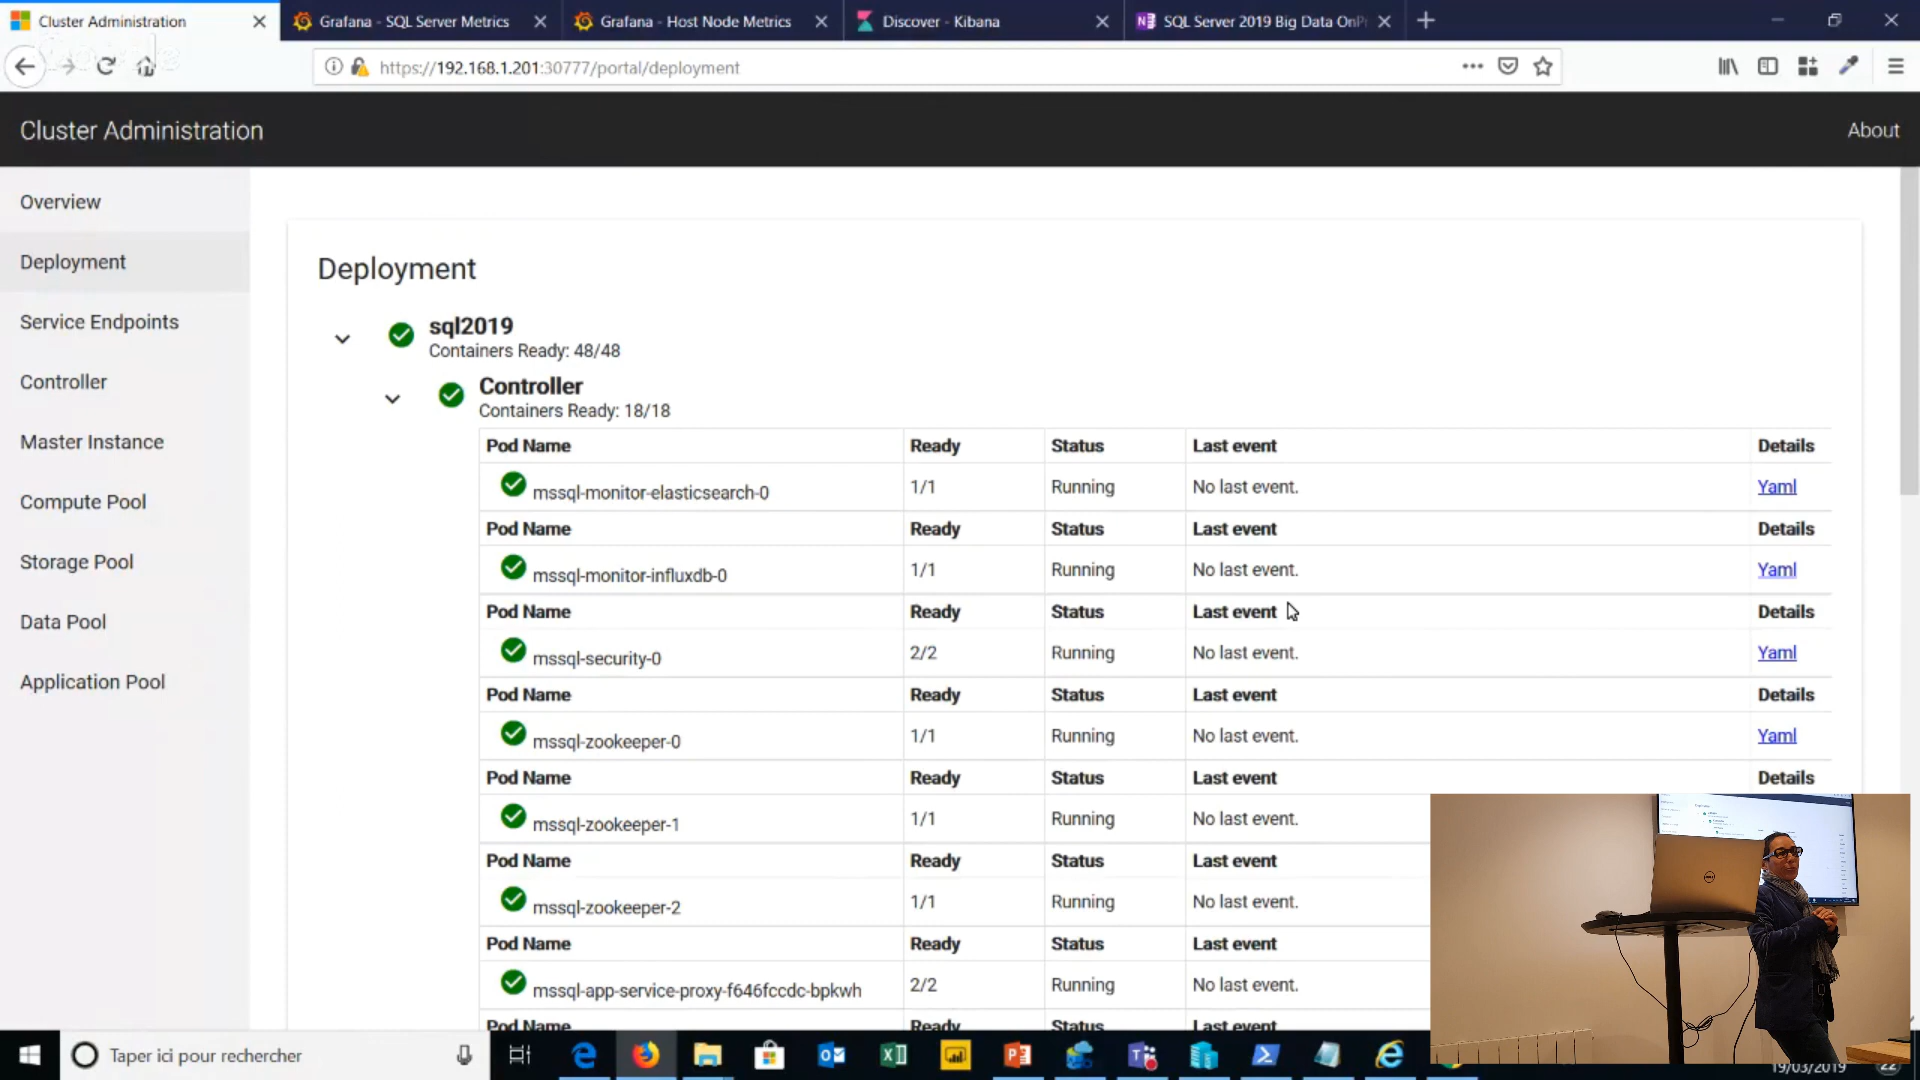 Cluster Administration
Grafana - SQL Server Metrics
Grafana - Host Node Metrics
Discover - Kibana
SQL Server 2019 Big Data OnPr
https://192.168.1.201:30777/portal/deployment
Cluster Administration
About
Overview
Deployment
Service Endpoints
Controller
Master Instance
Compute Pool
Storage Pool
Data Pool
Application Pool
Deployment
sql2019
Containers Ready: 48/48
Controller
Containers Ready: 18/18
Pod Name Ready Status Last event Details
mssql-monitor-elasticsearch-0 1/1 Running No last event. Yaml
Pod Name Ready Status Last event Details
mssql-monitor-influxdb-0 1/1 Running No last event. Yaml
Pod Name Ready Status Last event Details
mssql-security-0 2/2 Running No last event. Yaml
Pod Name Ready Status Last event Details
mssql-zookeeper-0 1/1 Running No last event. Yaml
Pod Name Ready Status Last event Details
mssql-zookeeper-1 1/1 Running No last event.
Pod Name Ready Status Last event
mssql-zookeeper-2 1/1 Running No last event.
Pod Name Ready Status Last event
mssql-app-service-proxy-f646fccdc-bpkwh 2/2 Running No last event.
Pod Name Ready Status Last event
Taper ici pour rechercher
19/03/2019
22